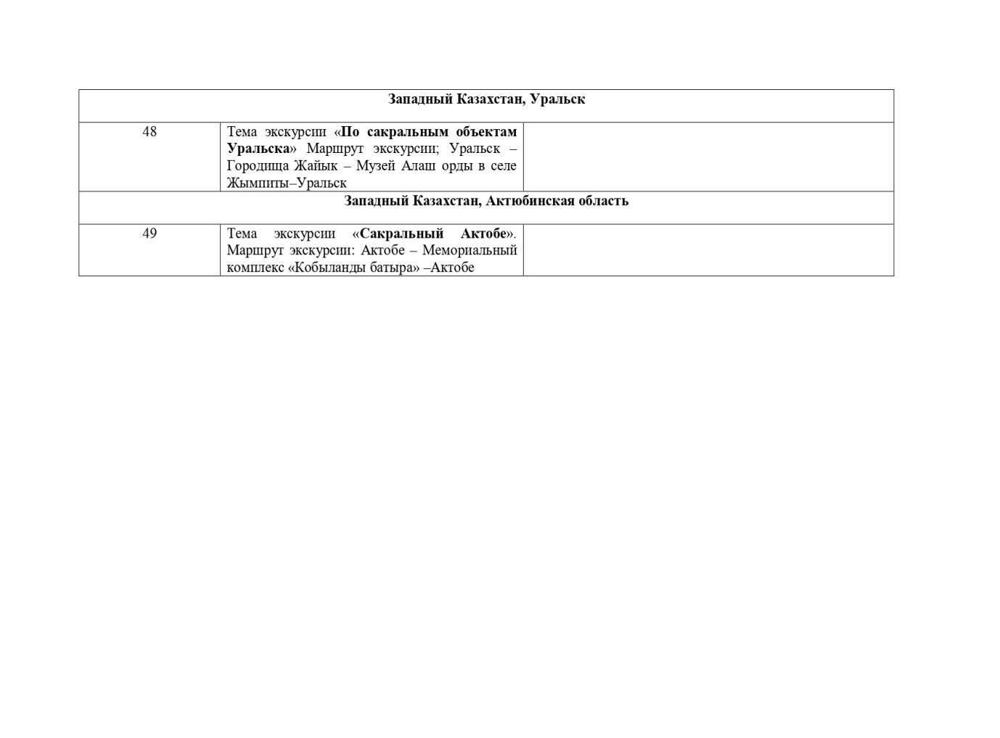 Западный Казахстан, Уральск
48
Тема экскурсии «По сакральным объектам
Уральска» Маршрут экскурсии; Уральск –
Городища Жайык – Музей Алаш орды в селе
Жымпиты–Уральск
Западный Казахстан, Актюбинская область
49
Тема экскурсии «Сакральный Актобе».
Маршрут экскурсии: Актобе – Мемориальный
комплекс «Кобыланды батыра» –Актобе